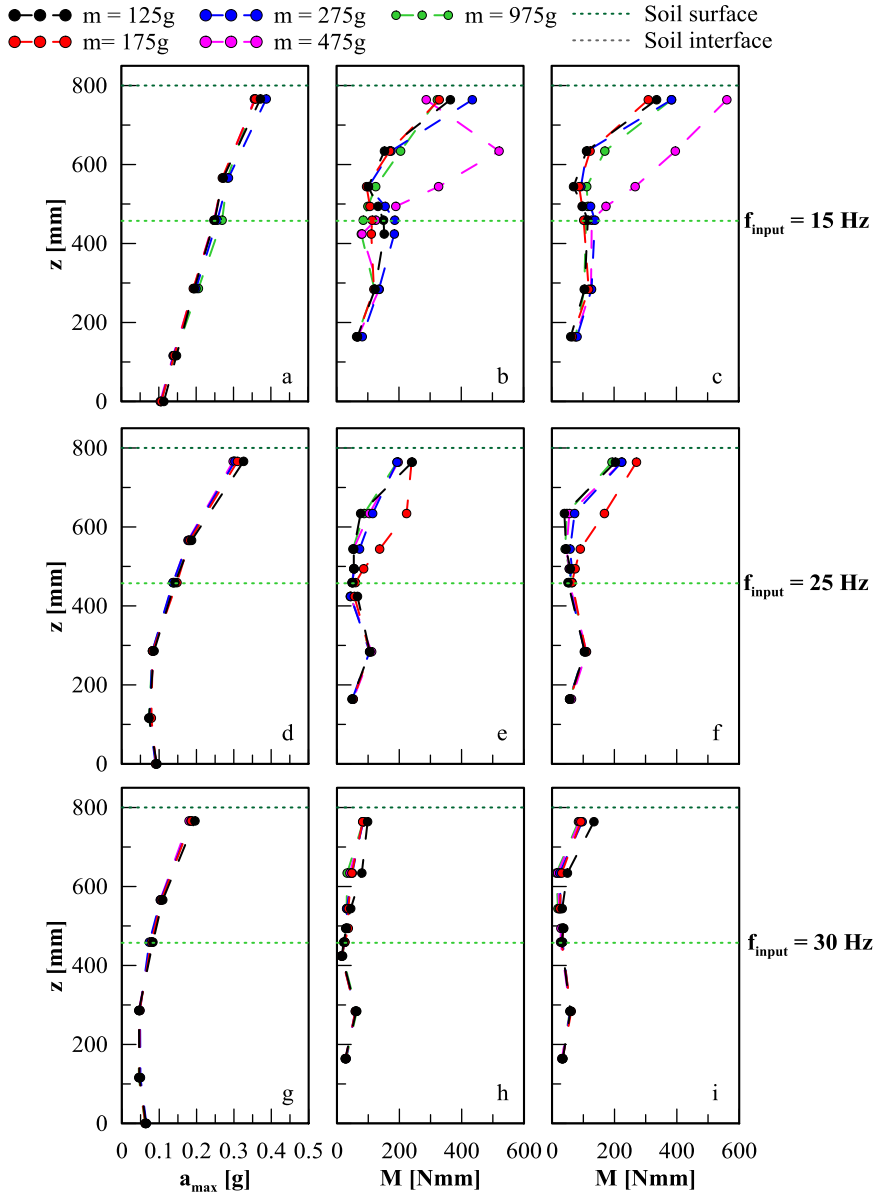 m = 125g m = 275g m = 975g Soil surface
m= 175g m = 475g Soil interface
800
600
400
200
0
z [mm]
a b c
f_input = 15 Hz
800
600
400
200
0
z [mm]
d e f
f_input = 25 Hz
800
600
400
200
0
z [mm]
g h i
f_input = 30 Hz
0 0.1 0.2 0.3 0.4 0.5 0 200 400 600 0 200 400 600
a_max [g] M [Nmm] M [Nmm]